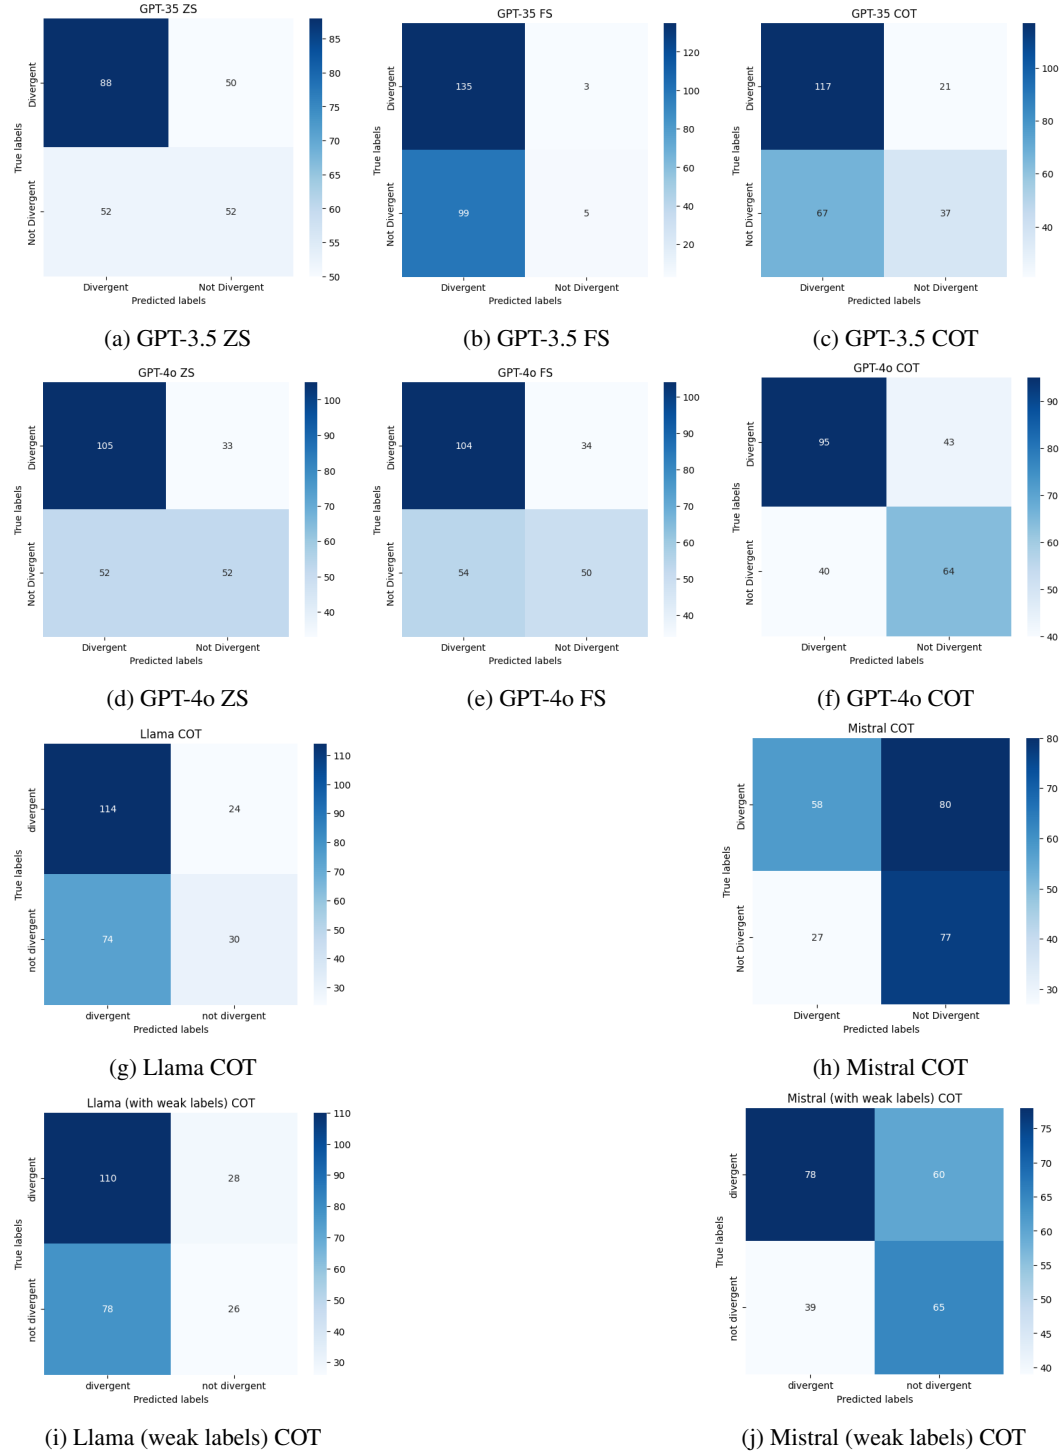 GPT-35 ZS
Divergent
Not Divergent
True labels
88 50
52 52
85
80
75
70
65
60
55
50
Divergent Not Divergent
Predicted labels
(a) GPT-3.5 ZS
GPT-35 FS
Divergent
Not Divergent
True labels
135 3
99 5
120
100
80
60
40
20
Divergent Not Divergent
Predicted labels
(b) GPT-3.5 FS
GPT-35 COT
Divergent
Not Divergent
True labels
117 21
67 37
100
80
60
40
Divergent Not Divergent
Predicted labels
(c) GPT-3.5 COT
GPT-4o ZS
Divergent
Not Divergent
True labels
105 33
52 52
100
90
80
70
60
50
40
Divergent Not Divergent
Predicted labels
(d) GPT-4o ZS
GPT-4o FS
Divergent
Not Divergent
True labels
104 34
54 50
100
90
80
70
60
50
40
Divergent Not Divergent
Predicted labels
(e) GPT-4o FS
GPT-4o COT
Divergent
Not Divergent
True labels
95 43
40 64
90
80
70
60
50
40
Divergent Not Divergent
Predicted labels
(f) GPT-4o COT
Llama COT
divergent
not divergent
True labels
114 24
74 30
110
100
90
80
70
60
50
40
30
divergent not divergent
Predicted labels
(g) Llama COT
Mistral COT
Divergent
Not Divergent
True labels
58 80
27 77
80
70
60
50
40
30
Divergent Not Divergent
Predicted labels
(h) Mistral COT
Llama (with weak labels) COT
divergent
not divergent
True labels
110 28
78 26
110
100
90
80
70
60
50
40
30
divergent not divergent
Predicted labels
(i) Llama (weak labels) COT
Mistral (with weak labels) COT
divergent
not divergent
True labels
78 60
39 65
75
70
65
60
55
50
45
40
divergent not divergent
Predicted labels
(j) Mistral (weak labels) COT